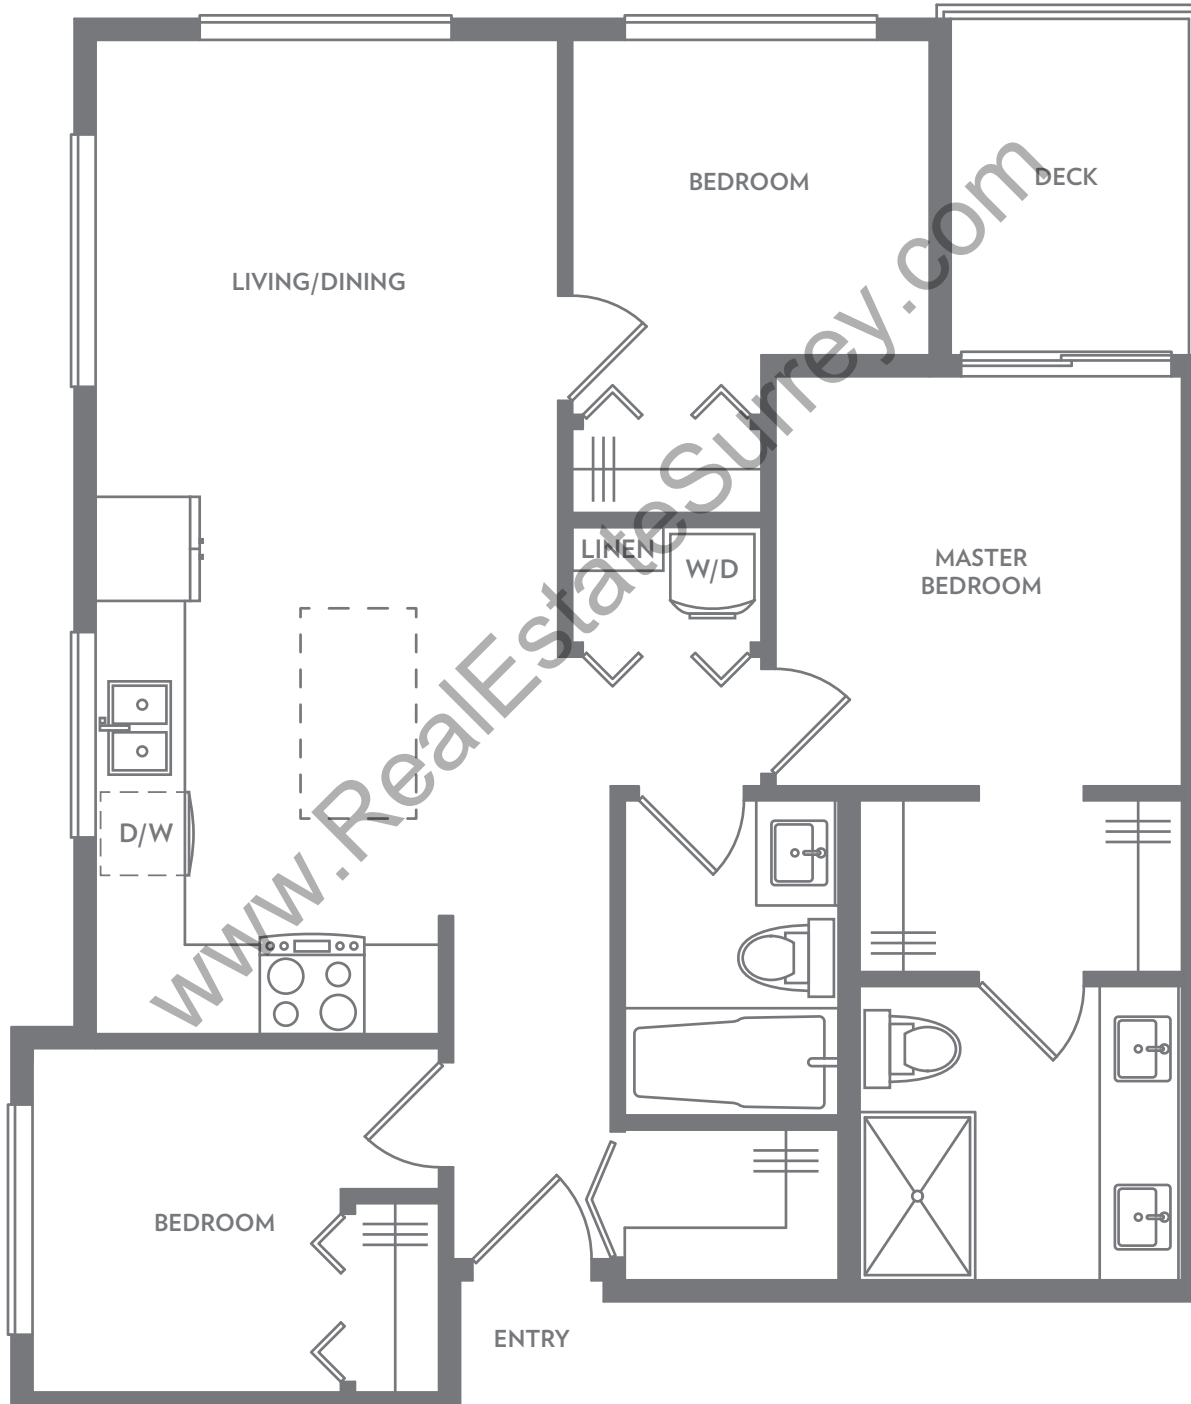 BEDROOM
DECK
LIVING/DINING
LINEN
W/D
MASTER
BEDROOM
D/W
BEDROOM
ENTRY
www.RealEstateSurrey.com